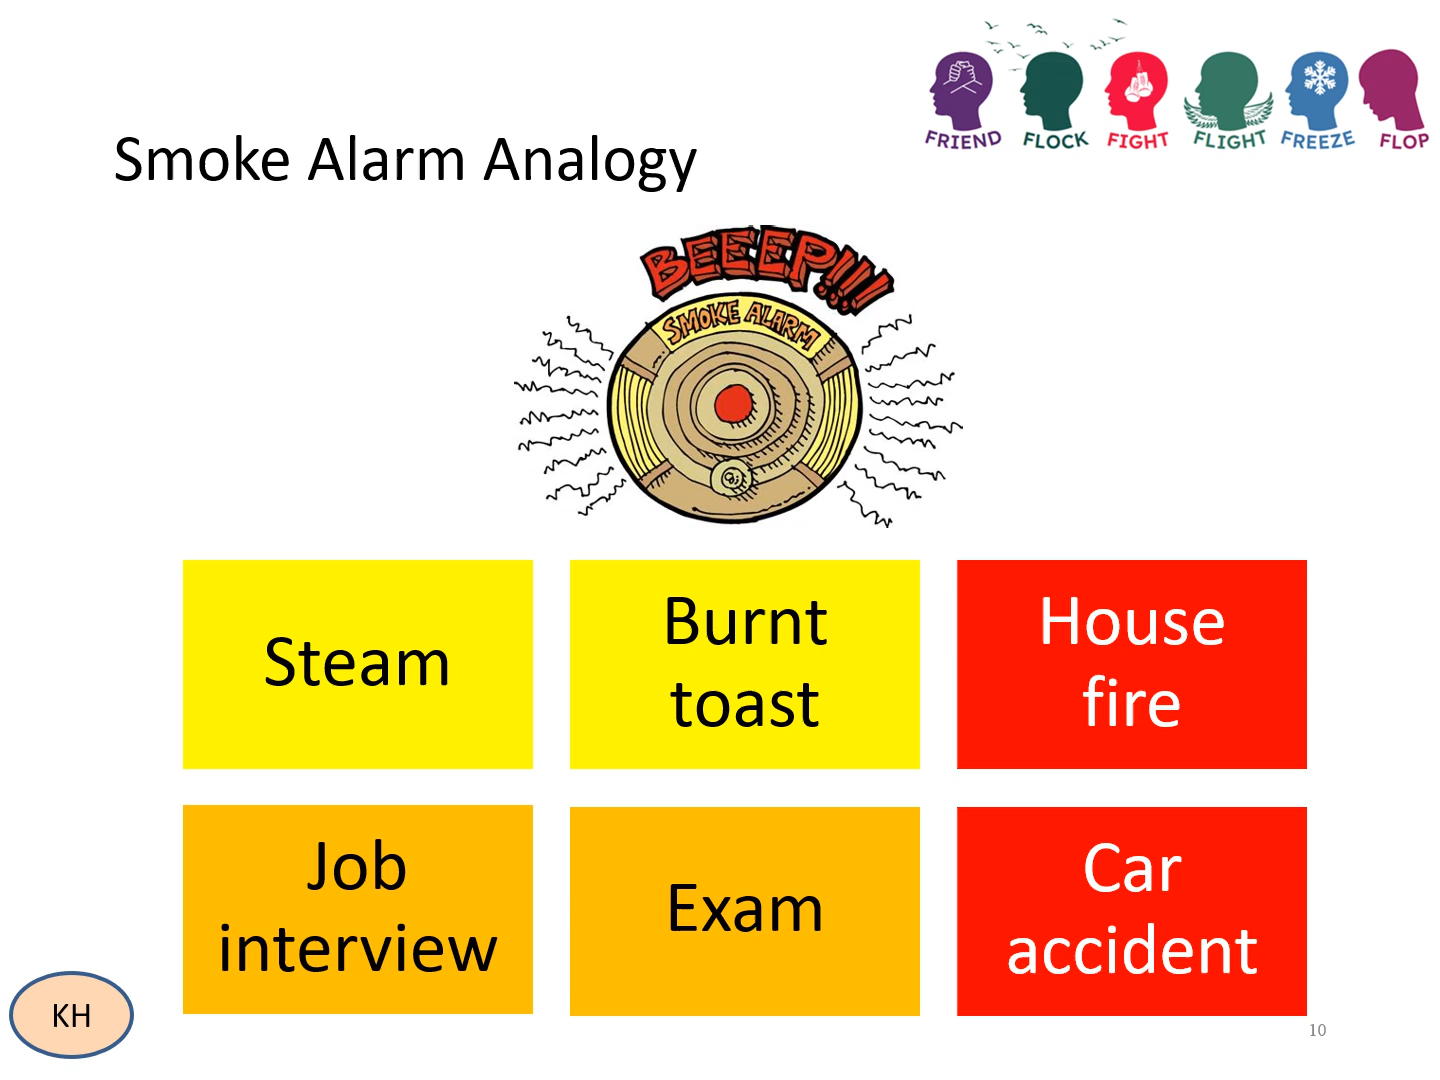 FRIEND FLOCK FIGHT FLIGHT FREEZE FLOP
Smoke Alarm Analogy
BEEEP!!!
SMOKE ALARM
Steam
Burnt
toast
House
fire
Job
interview
Exam
Car
accident
KH
10